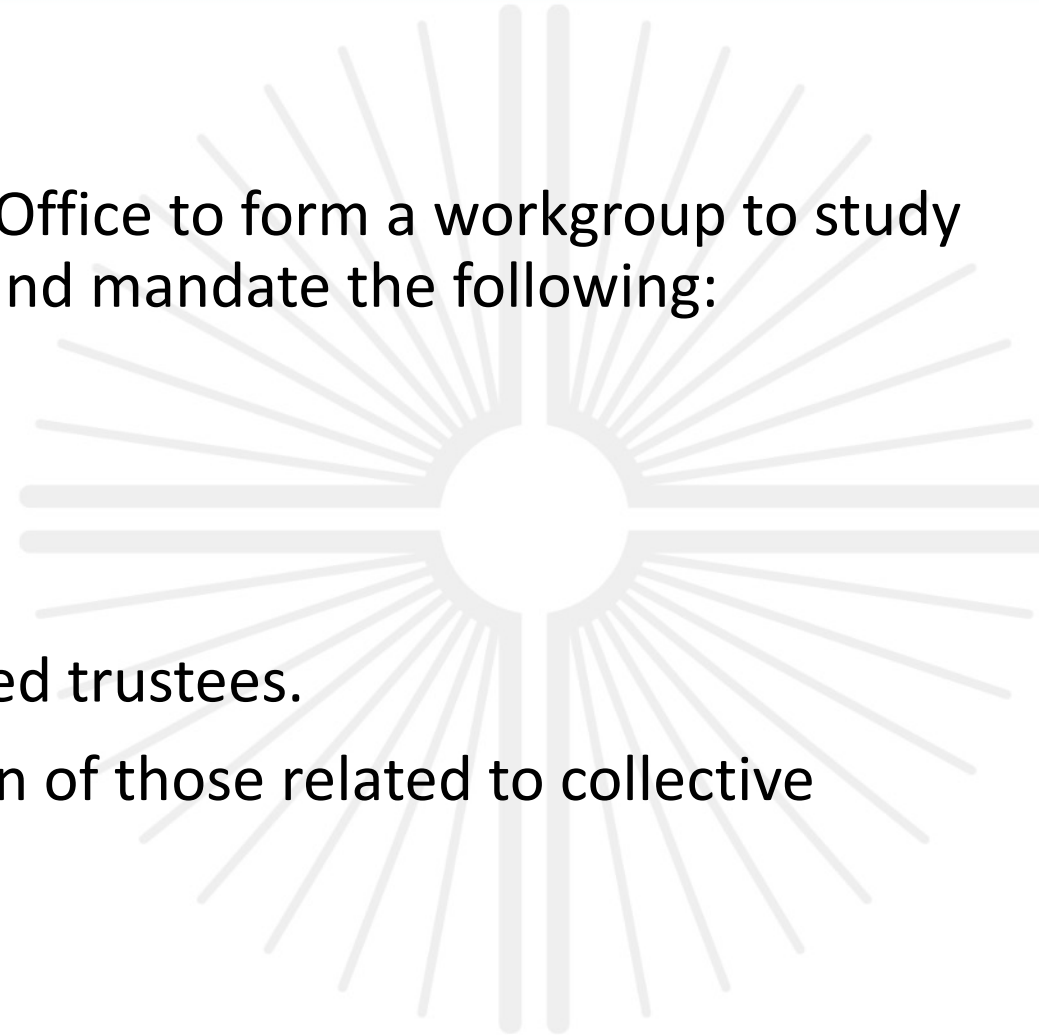 Office to form a workgroup to study
nd mandate the following:
ed trustees.
n of those related to collective